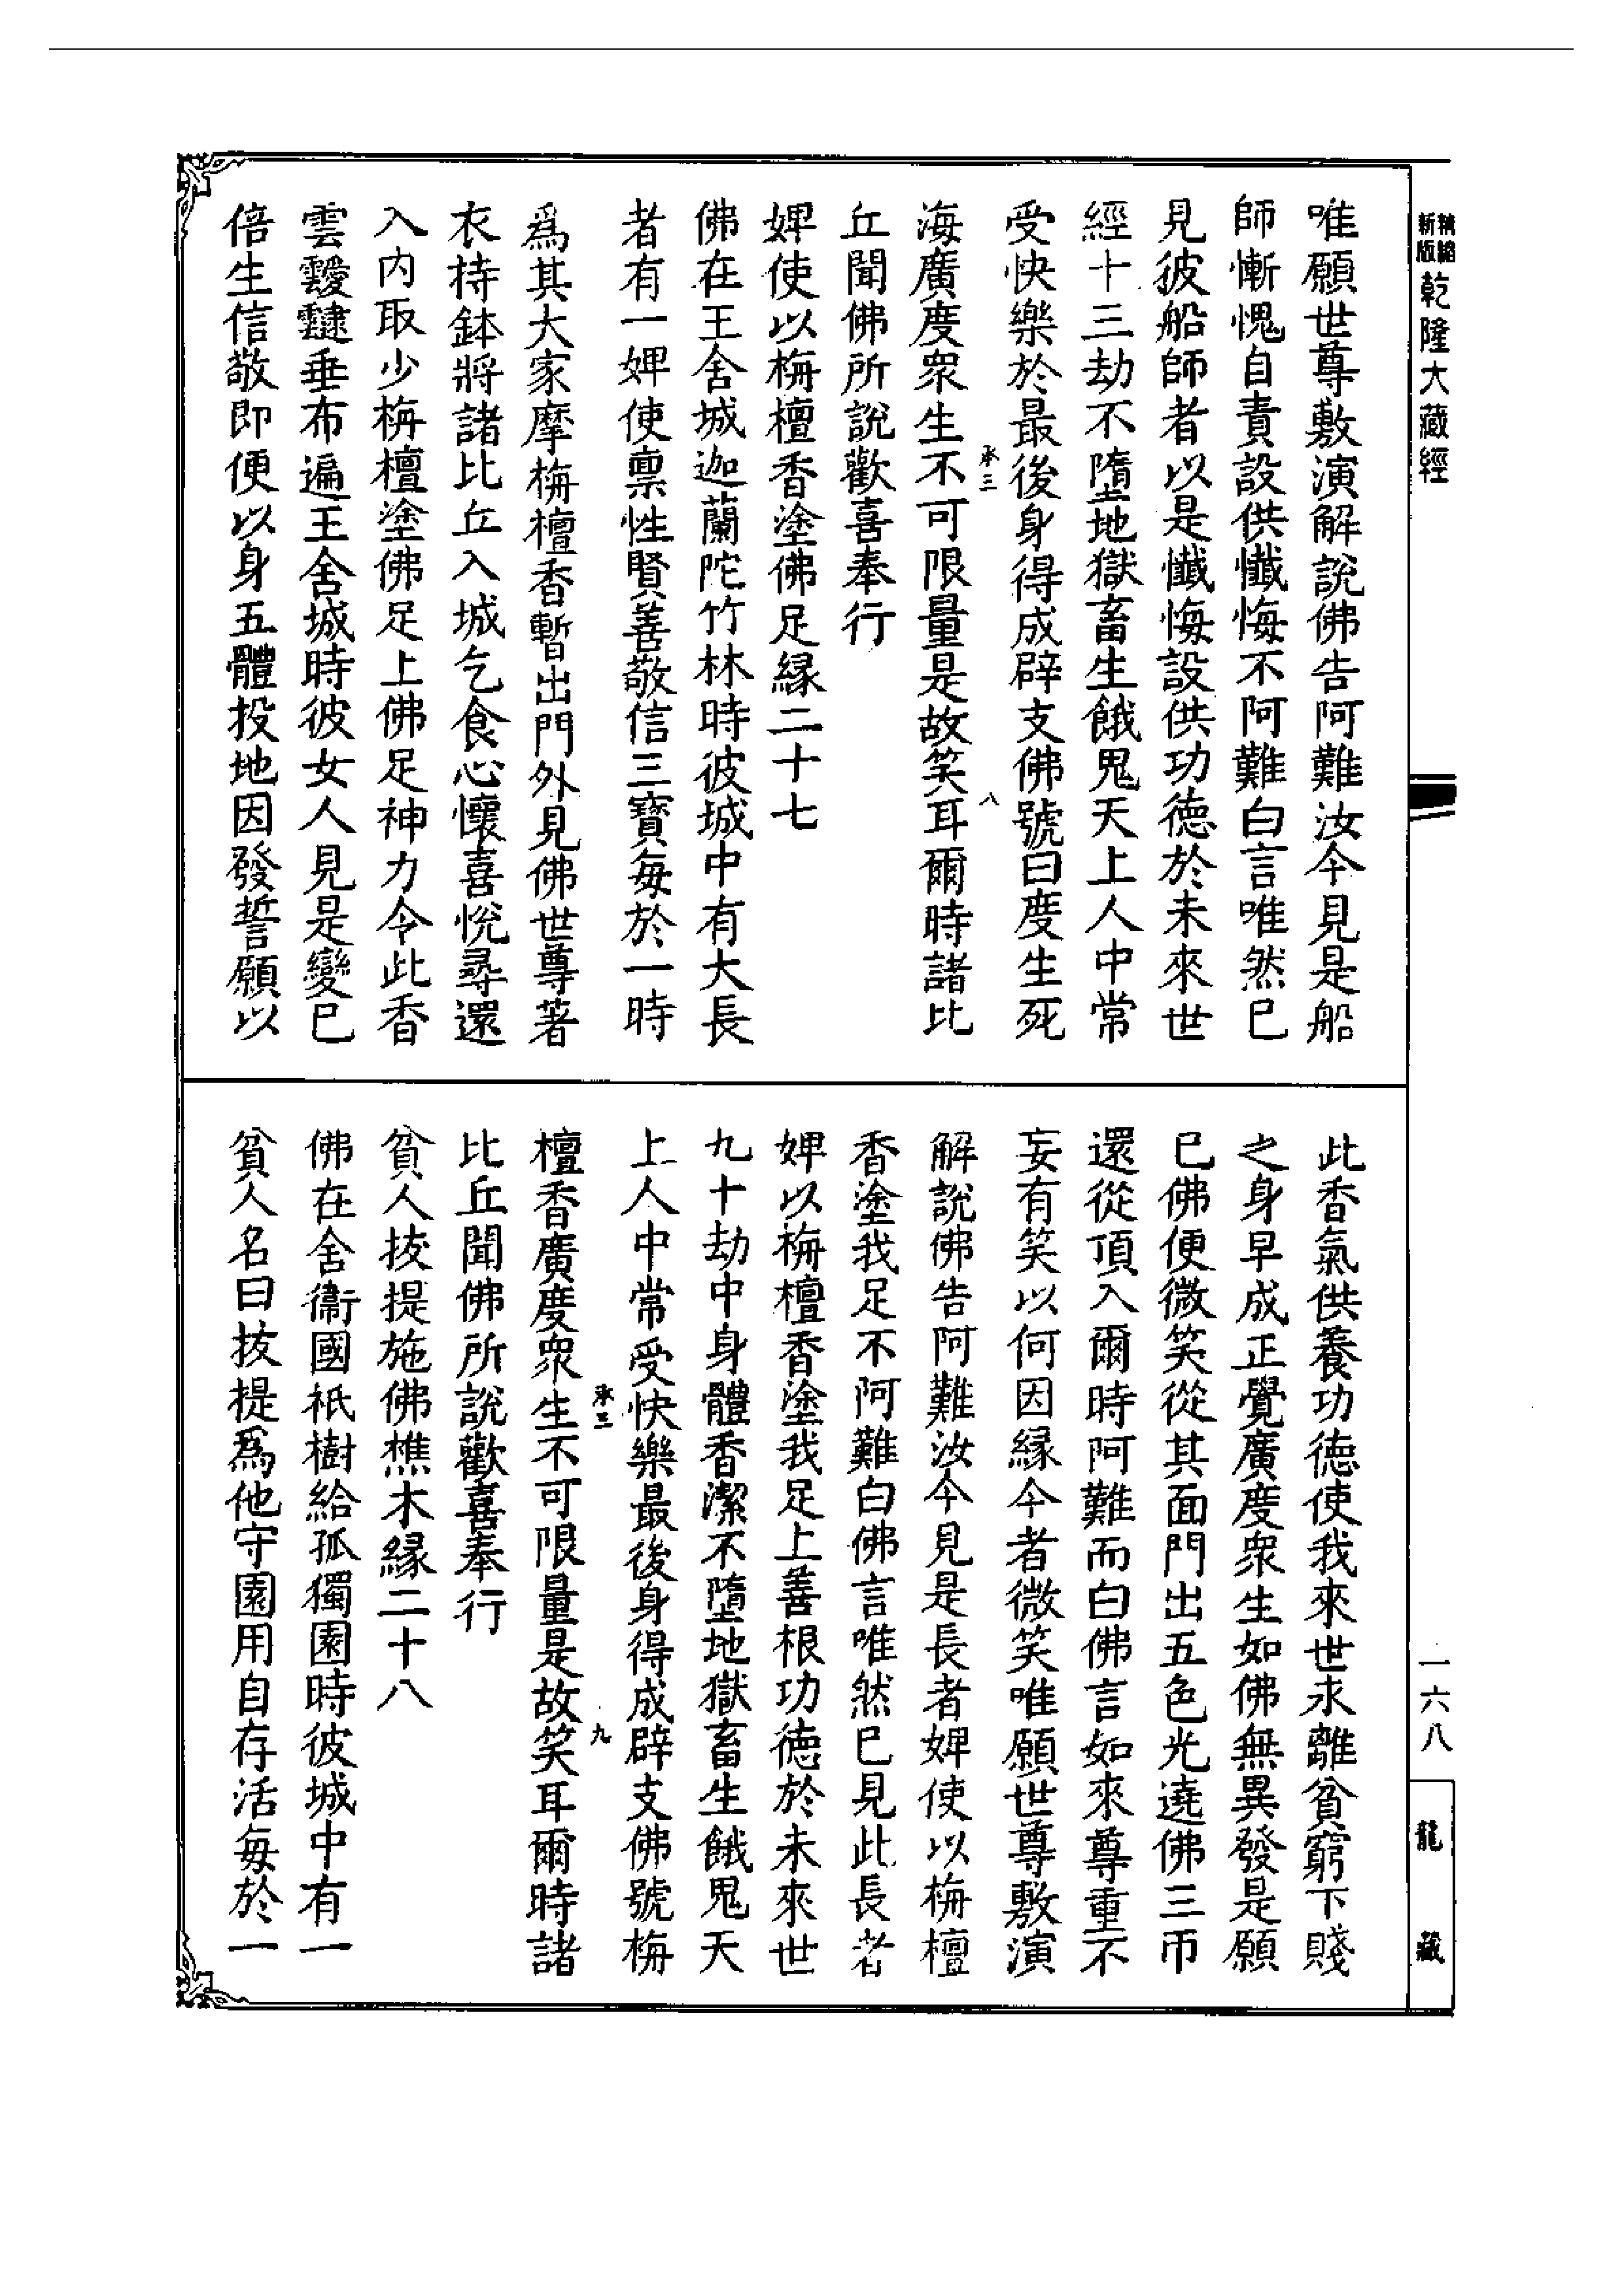 精縮新版乾隆大藏經
唯願世尊敷演解說佛告阿難汝今見是船
師慚愧自責設供懺悔不阿難白言唯然已
見彼船師者以是懺悔設供功德於未來世
經十三劫不墮地獄畜生餓鬼天上人中常
受快樂於最後身得成辟支佛號曰度生死
承三 八
海廣度衆生不可限量是故笑耳爾時諸比
丘聞佛所說歡喜奉行
婢使以栴檀香塗佛足緣二十七
佛在王舍城迦蘭陀竹林時彼城中有大長
者有一婢使禀性賢善敬信三寶每於一時
爲其大家摩栴檀香暫出門外見佛世尊著
衣持鉢將諸比丘入城乞食心懷喜悅尋還
入內取少栴檀塗佛足上佛足神力令此香
雲靉靆垂布遍王舍城時彼女人見是變已
倍生信敬即便以身五體投地因發誓願以
此香氣供養功德使我來世永離貧窮下賤
之身早成正覺廣度衆生如佛無異發是願
已佛便微笑從其面門出五色光遶佛三帀
還從頂入爾時阿難而白佛言如來尊重不
妄有笑以何因緣今者微笑唯願世尊敷演
解說佛告阿難汝今見是長者婢使以栴檀
香塗我足不阿難白佛言唯然已見此長者
婢以栴檀香塗我足上善根功德於未來世
九十劫中身體香潔不墮地獄畜生餓鬼天
上人中常受快樂最後身得成辟支佛號栴
承三 九
檀香廣度衆生不可限量是故笑耳爾時諸
比丘聞佛所說歡喜奉行
貧人拔提施佛樵木緣二十八
佛在舍衞國祇樹給孤獨園時彼城中有一
貧人名曰拔提爲他守園用自存活每於一
一六八
龍藏